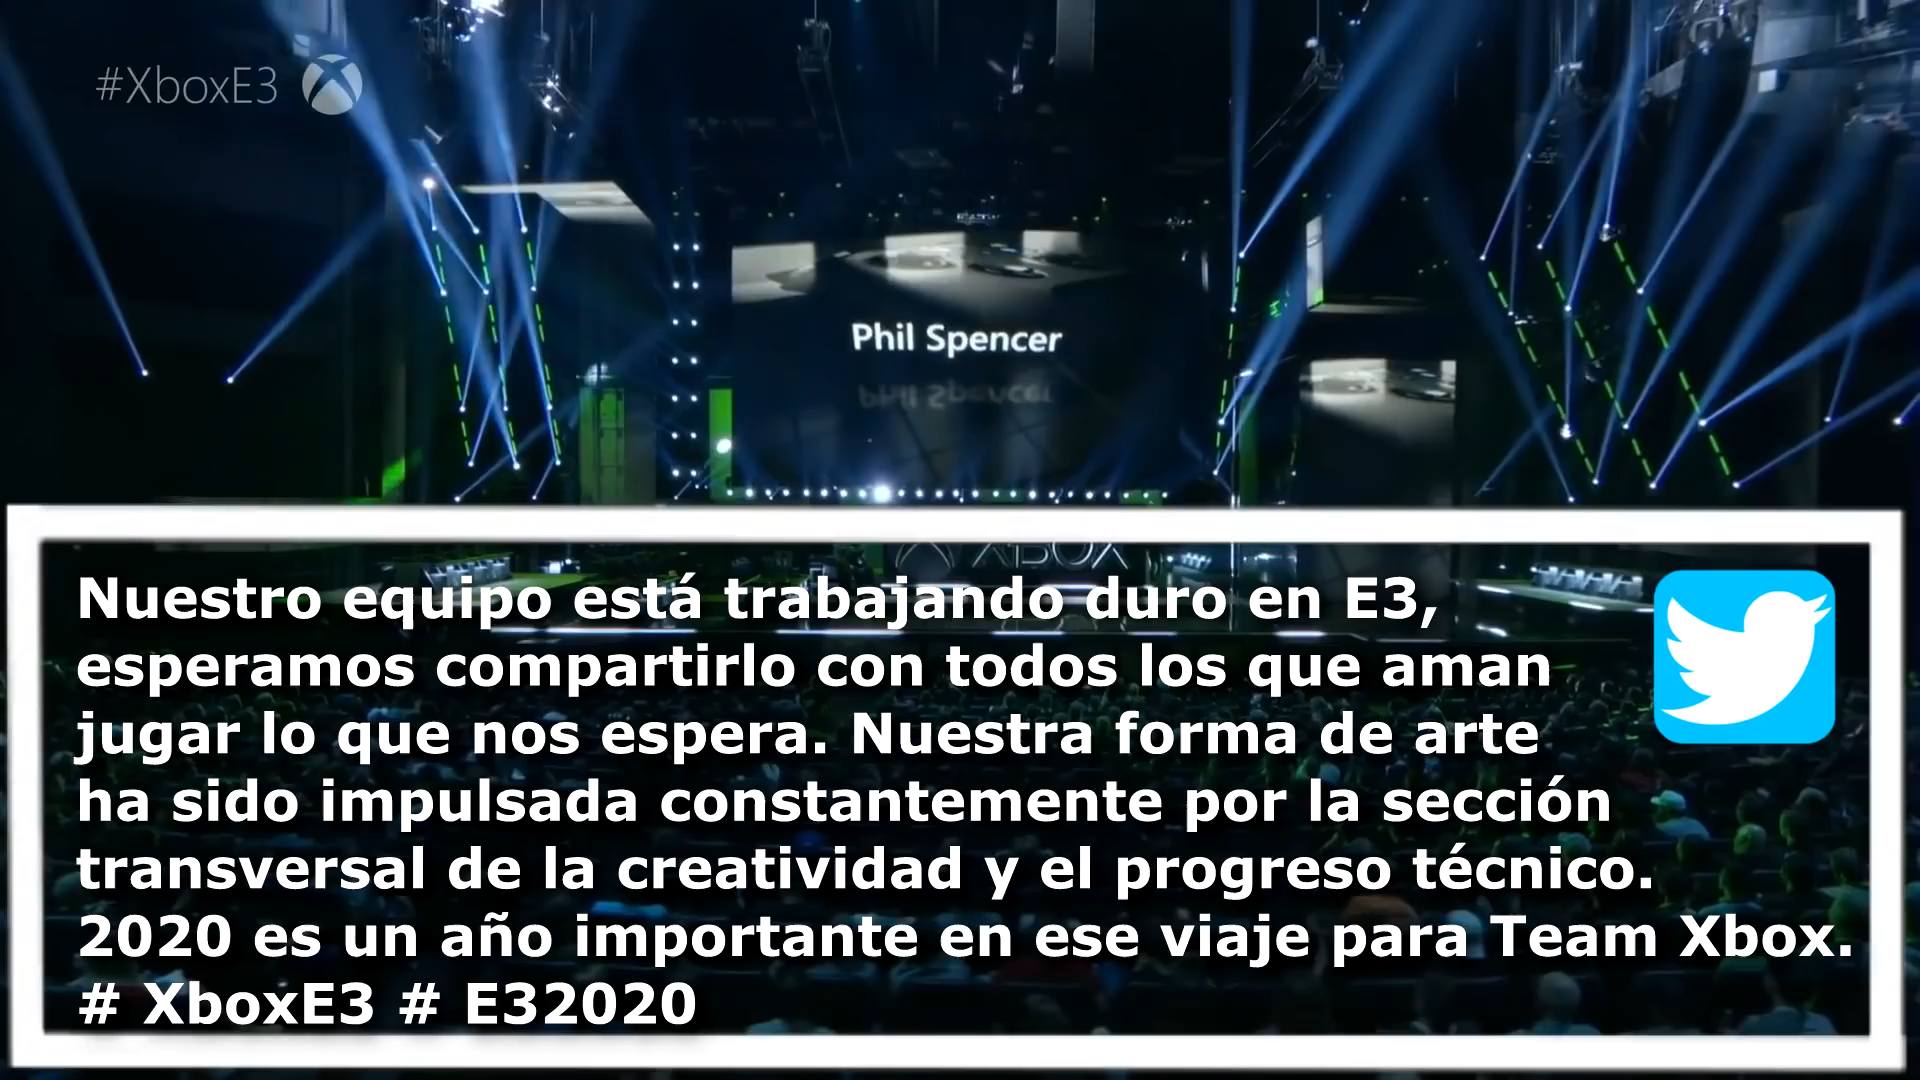 #XboxE3
Phil Spencer
XBOX
Nuestro equipo está trabajando duro en E3,
esperamos compartirlo con todos los que aman
jugar lo que nos espera. Nuestra forma de arte
ha sido impulsada constantemente por la sección
transversal de la creatividad y el progreso técnico.
2020 es un año importante en ese viaje para Team Xbox.
# XboxE3 # E32020